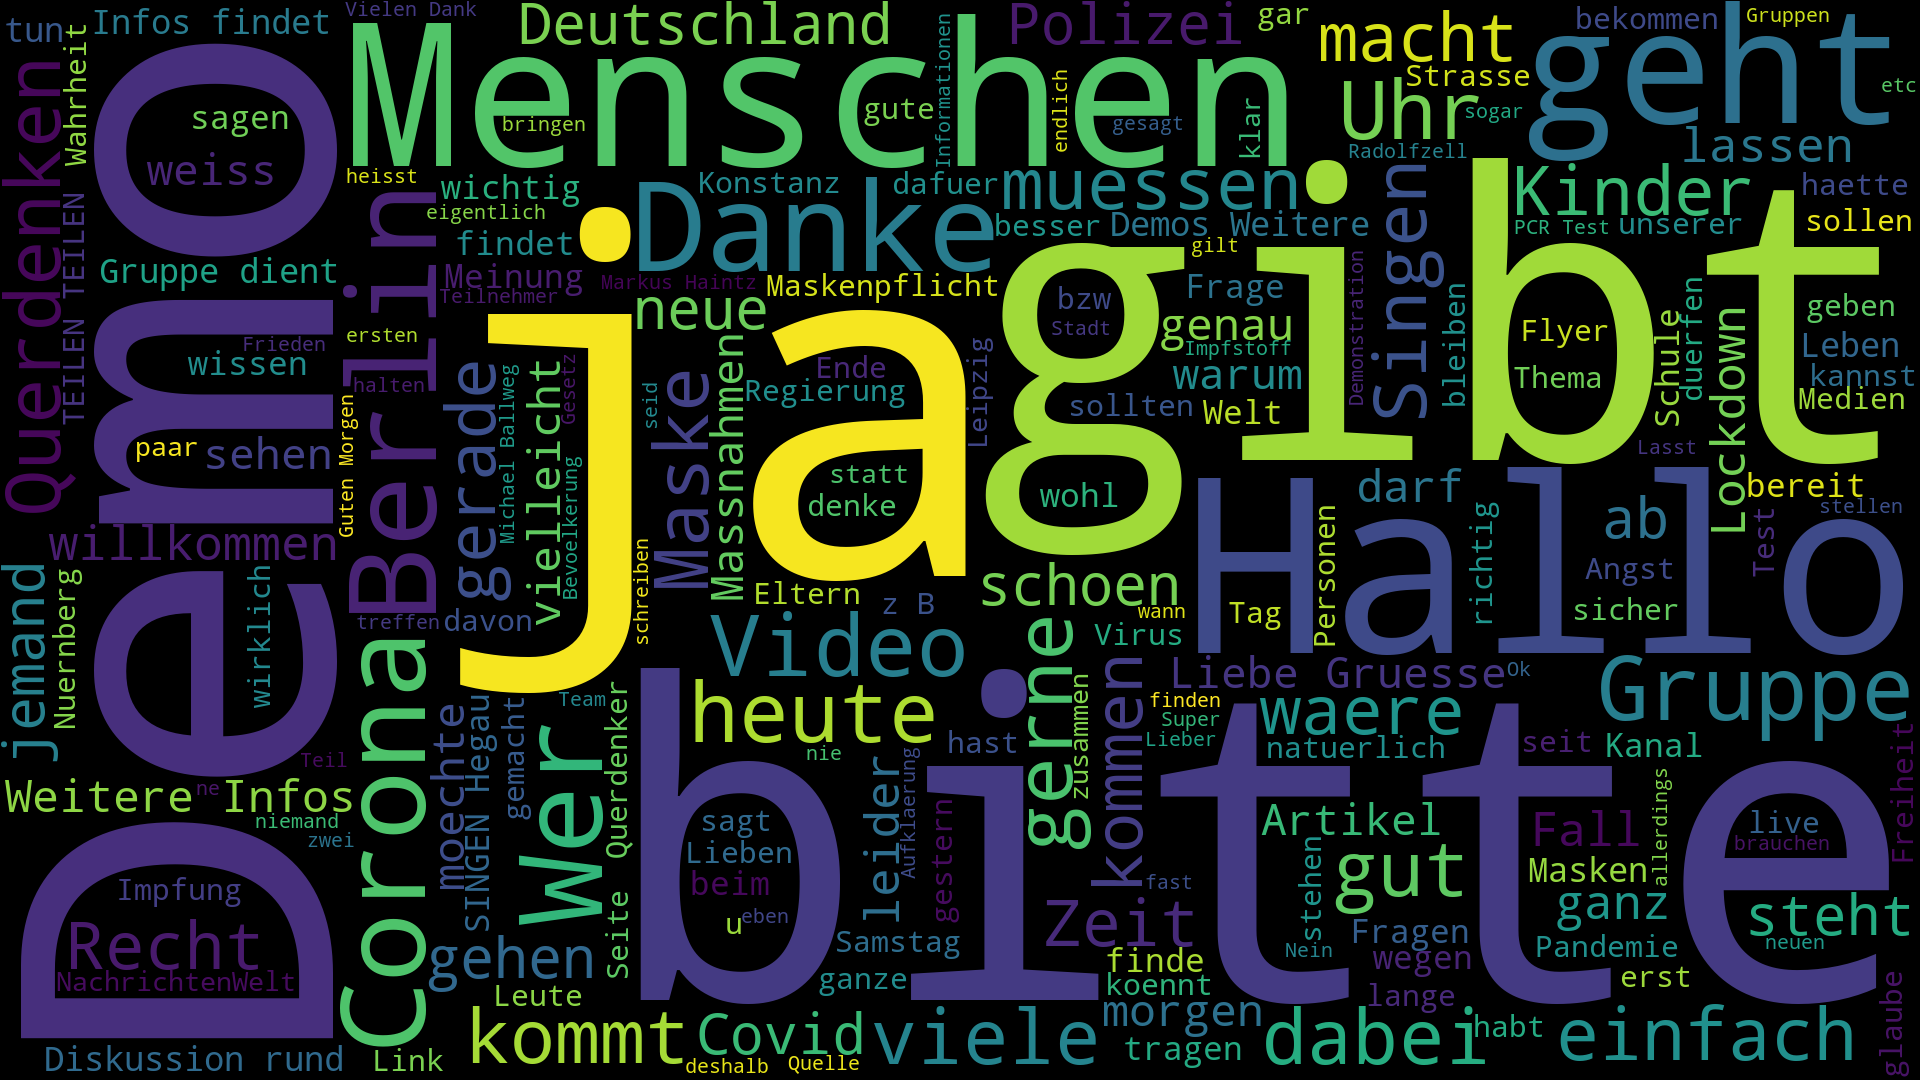 tun
Infos findet
Vielen Dank
Deutschland
Polizei
gar
macht
bekommen
Gruppen
Menschen
geht
Strasse
etc
Wahrheit
Querdenken
Demo
sagen
weiss
bringen
gute
Informationen
endlich
gesagt
klar
Uhr
sogar
Radolfzell
lassen
heisst
wichtig
Konstanz
dafuer
muessen
Kinder
haette
eigentlich
Danke
besser
Demos Weitere
PCR Test
unserer
sollen
findet
gilt
Singen
gibt
TEILEN TEILEN
Gruppe dient
Berlin
Meinung
Teilnehmer
Markus Haintz
Maskenpflicht
bzw
Stadt
Frage
Demonstration
bleiben
duerfen
geben
ja
neue
genau
Flyer
Schule
Lockdown
Leben
Frieden
ersten
wissen
Impfstoff
Thema
kannst
Medien
halten
gerade
Michael Ballweg
vielleicht
Gesetz
seid
Maske
Massnahmen
Ende
Regierung
Leipzig
sollten
warum
Welt
Guten Morgen
paar
sehen
Lasst
statt
denke
wohl
Hallo
darf
bereit
stellen
Bevoelkerung
willkommen
schreiben
richtig
ab
Test
jemand
Nuernberg
wirklich
Eltern
z B
schoen
Personen
Angst
sicher
treffen
davon
Video
wann
Tag
Virus
Corona
heute
gerne
zusammen
kommen
Liebe Gruesse
Ok
Gruppe
Team
finden
Super
Lieber
waere
natuerlich
seit
Kanal
Freiheit
Teil
moechte
SINGEN Hegau
gemacht
Wer
Seite Querdenker
nie
hast
bitte
Weitere Infos
ne
niemand
zwei
leider
Aufklaerung
gestern
sagt
Lieben
beim
Artikel
Fall
allerdings
live
brauchen
gut
Masken
fast
Impfung
Recht
NachrichtenWelt
u
eben
Zeit
stehen
ganz
steht
neuen
gehen
Samstag
Nein
Fragen
Pandemie
ganze
finde
wegen
erst
Leute
koennt
lange
glaube
kommt
Covid
viele
morgen
dabei
habt
einfach
tragen
Diskussion rund
Link
deshalb
Quelle